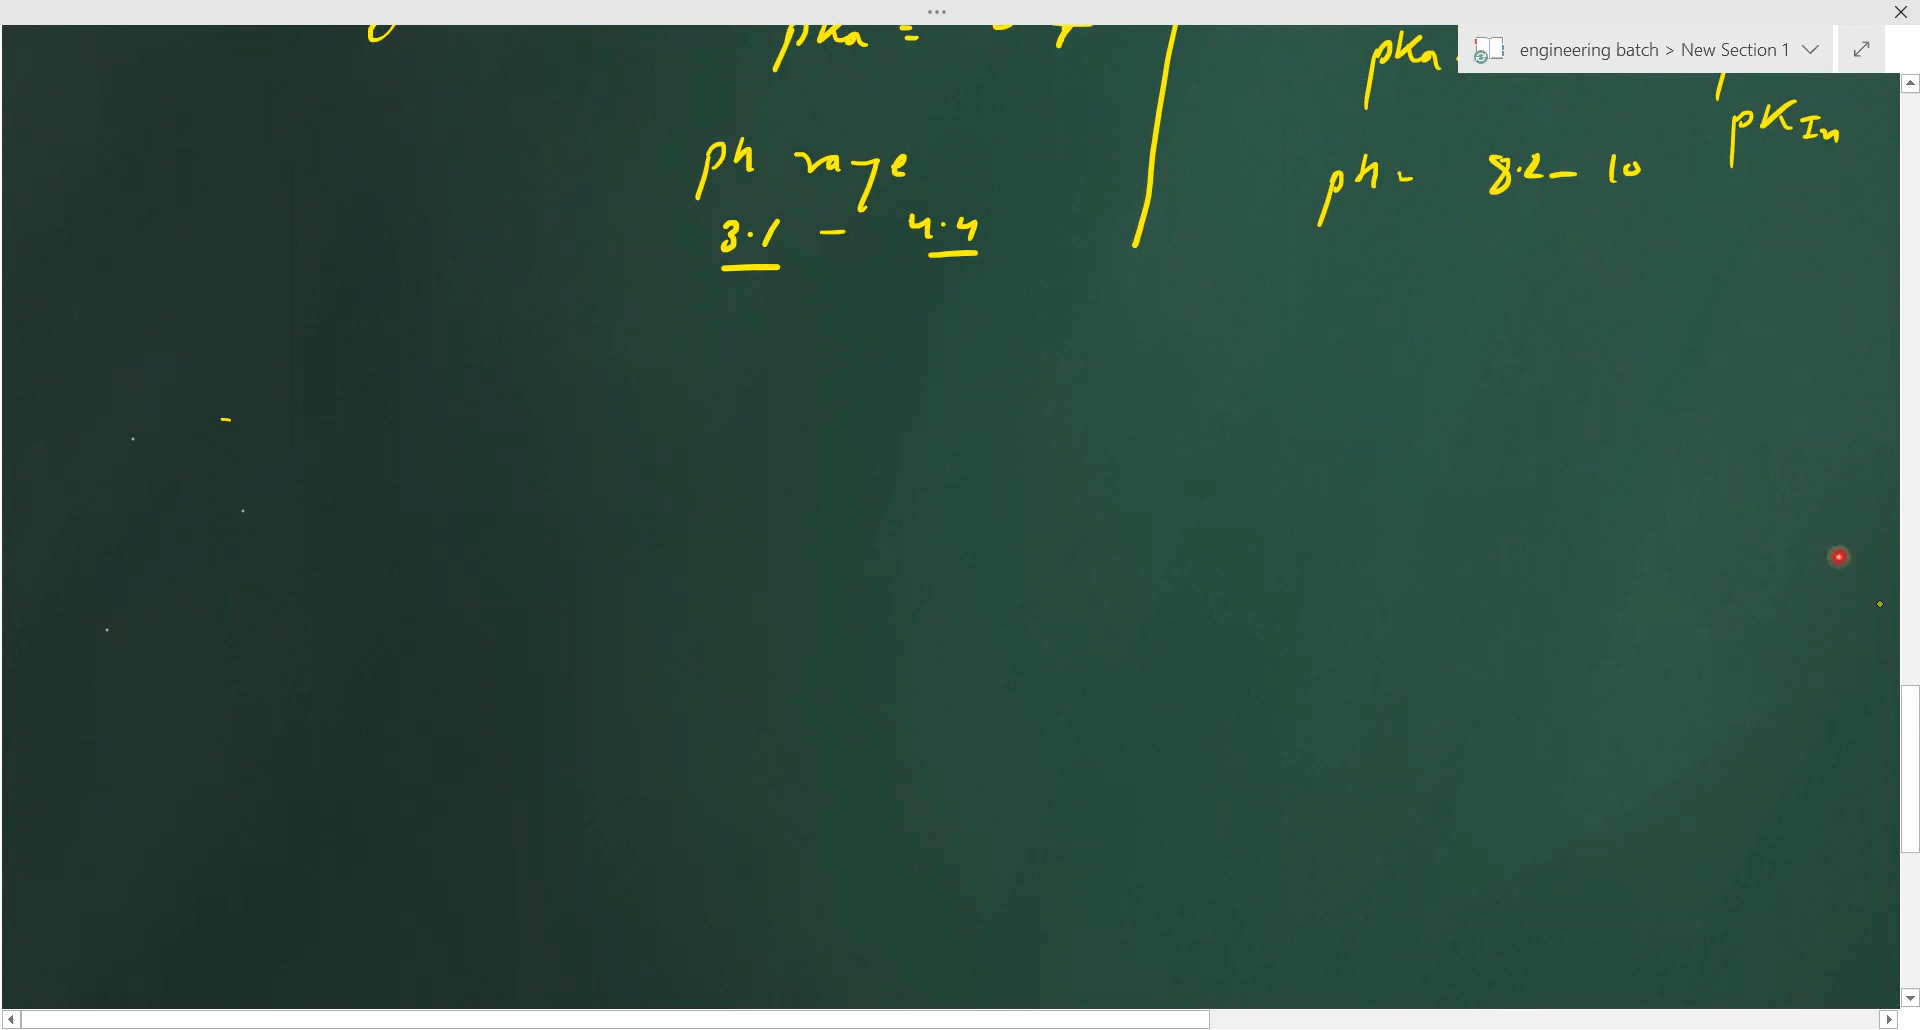 engineering batch > New Section 1
pKa =
pH range
3.1 - 4.4
pKa
pKIn
pH - 8.2 - 10